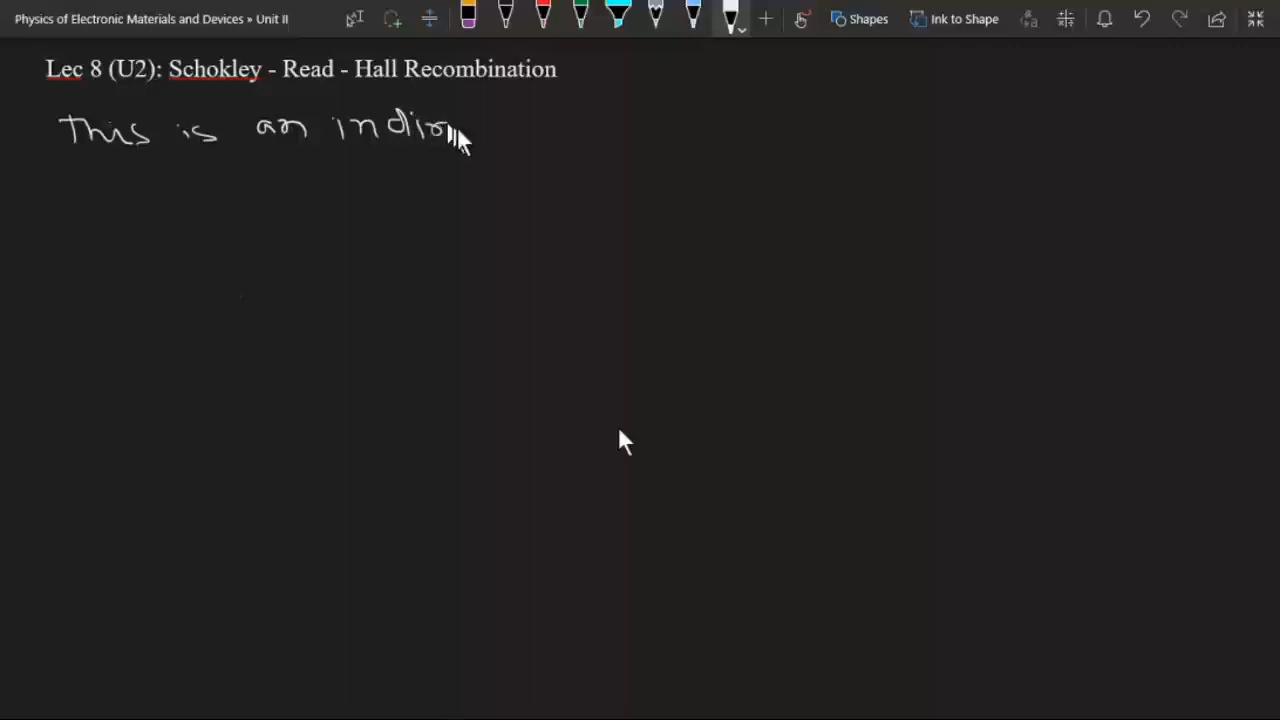 Physics of Electronic Materials and Devices » Unit II
Shapes
Ink to Shape
Lec 8 (U2): Schokley - Read - Hall Recombination
This is an indir